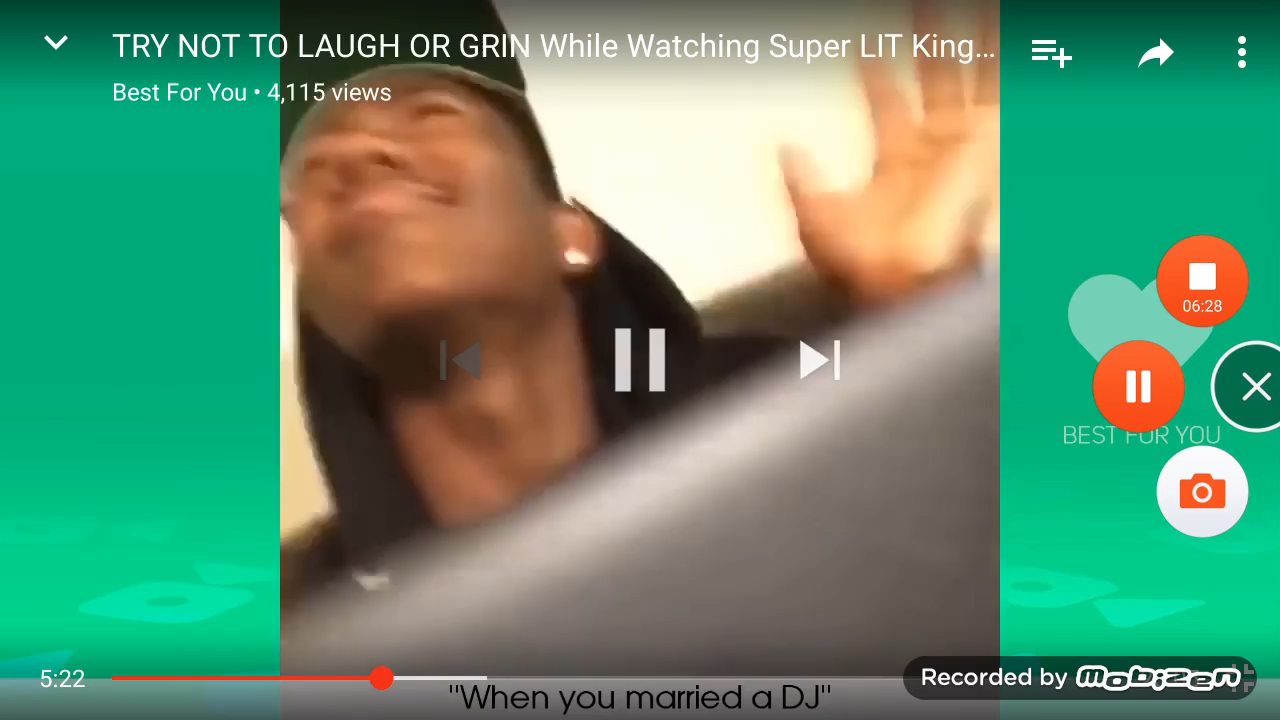 TRY NOT TO LAUGH OR GRIN While Watching Super LIT King...
Best For You • 4,115 views
06:28
BEST FOR YOU
5:22
Recorded by mobizen
"When you married a DJ"